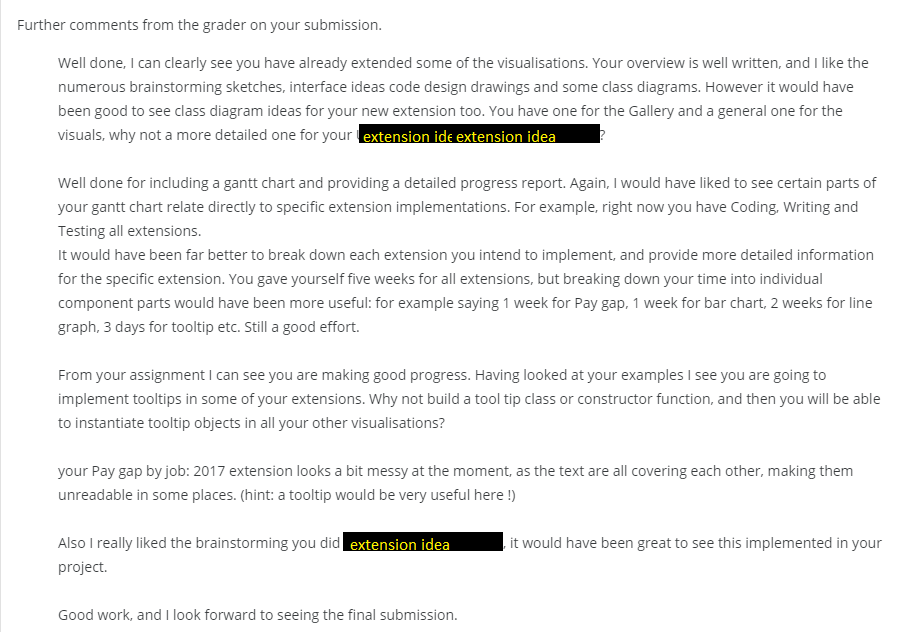 Further comments from the grader on your submission.
Well done, I can clearly see you have already extended some of the visualisations. Your overview is well written, and I like the
numerous brainstorming sketches, interface ideas code design drawings and some class diagrams. However it would have
been good to see class diagram ideas for your new extension too. You have one for the Gallery and a general one for the
visuals, why not a more detailed one for your extension ide extension idea ?
Well done for including a gantt chart and providing a detailed progress report. Again, I would have liked to see certain parts of
your gantt chart relate directly to specific extension implementations. For example, right now you have Coding, Writing and
Testing all extensions.
It would have been far better to break down each extension you intend to implement, and provide more detailed information
for the specific extension. You gave yourself five weeks for all extensions, but breaking down your time into individual
component parts would have been more useful: for example saying 1 week for Pay gap, 1 week for bar chart, 2 weeks for line
graph, 3 days for tooltip etc. Still a good effort.
From your assignment I can see you are making good progress. Having looked at your examples I see you are going to
implement tooltips in some of your extensions. Why not build a tool tip class or constructor function, and then you will be able
to instantiate tooltip objects in all your other visualisations?
your Pay gap by job: 2017 extension looks a bit messy at the moment, as the text are all covering each other, making them
unreadable in some places. (hint: a tooltip would be very useful here !)
Also I really liked the brainstorming you did extension idea , it would have been great to see this implemented in your
project.
Good work, and I look forward to seeing the final submission.